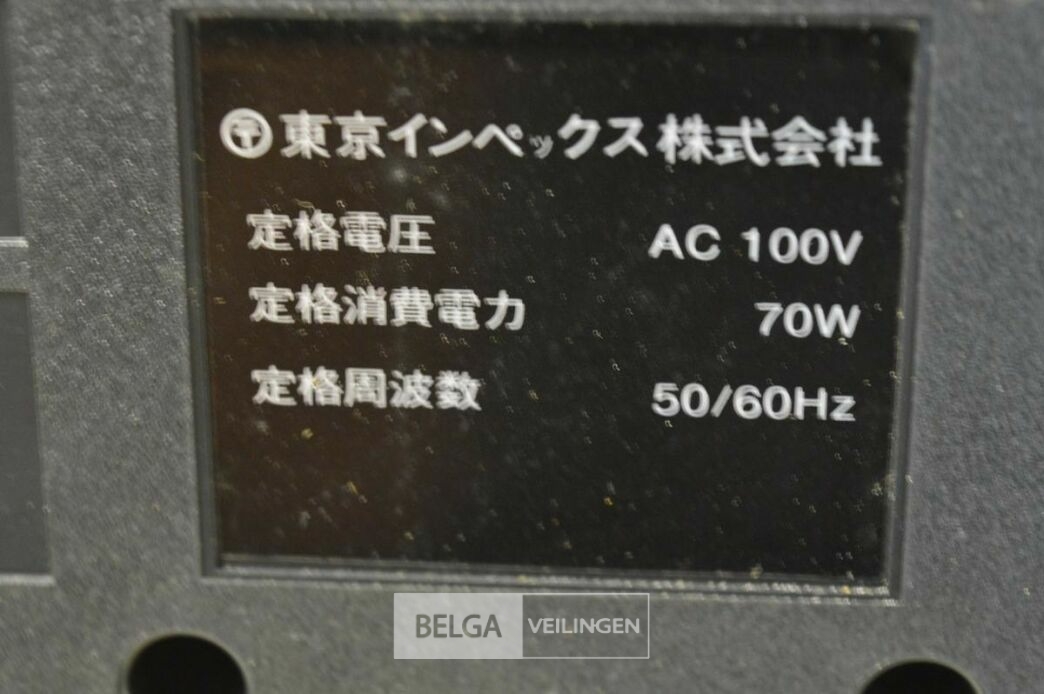 〶東京インペックス株式会社
定格電圧 AC 100V
定格消費電力 70W
定格周波数 50/60Hz
BELGA VEILINGEN